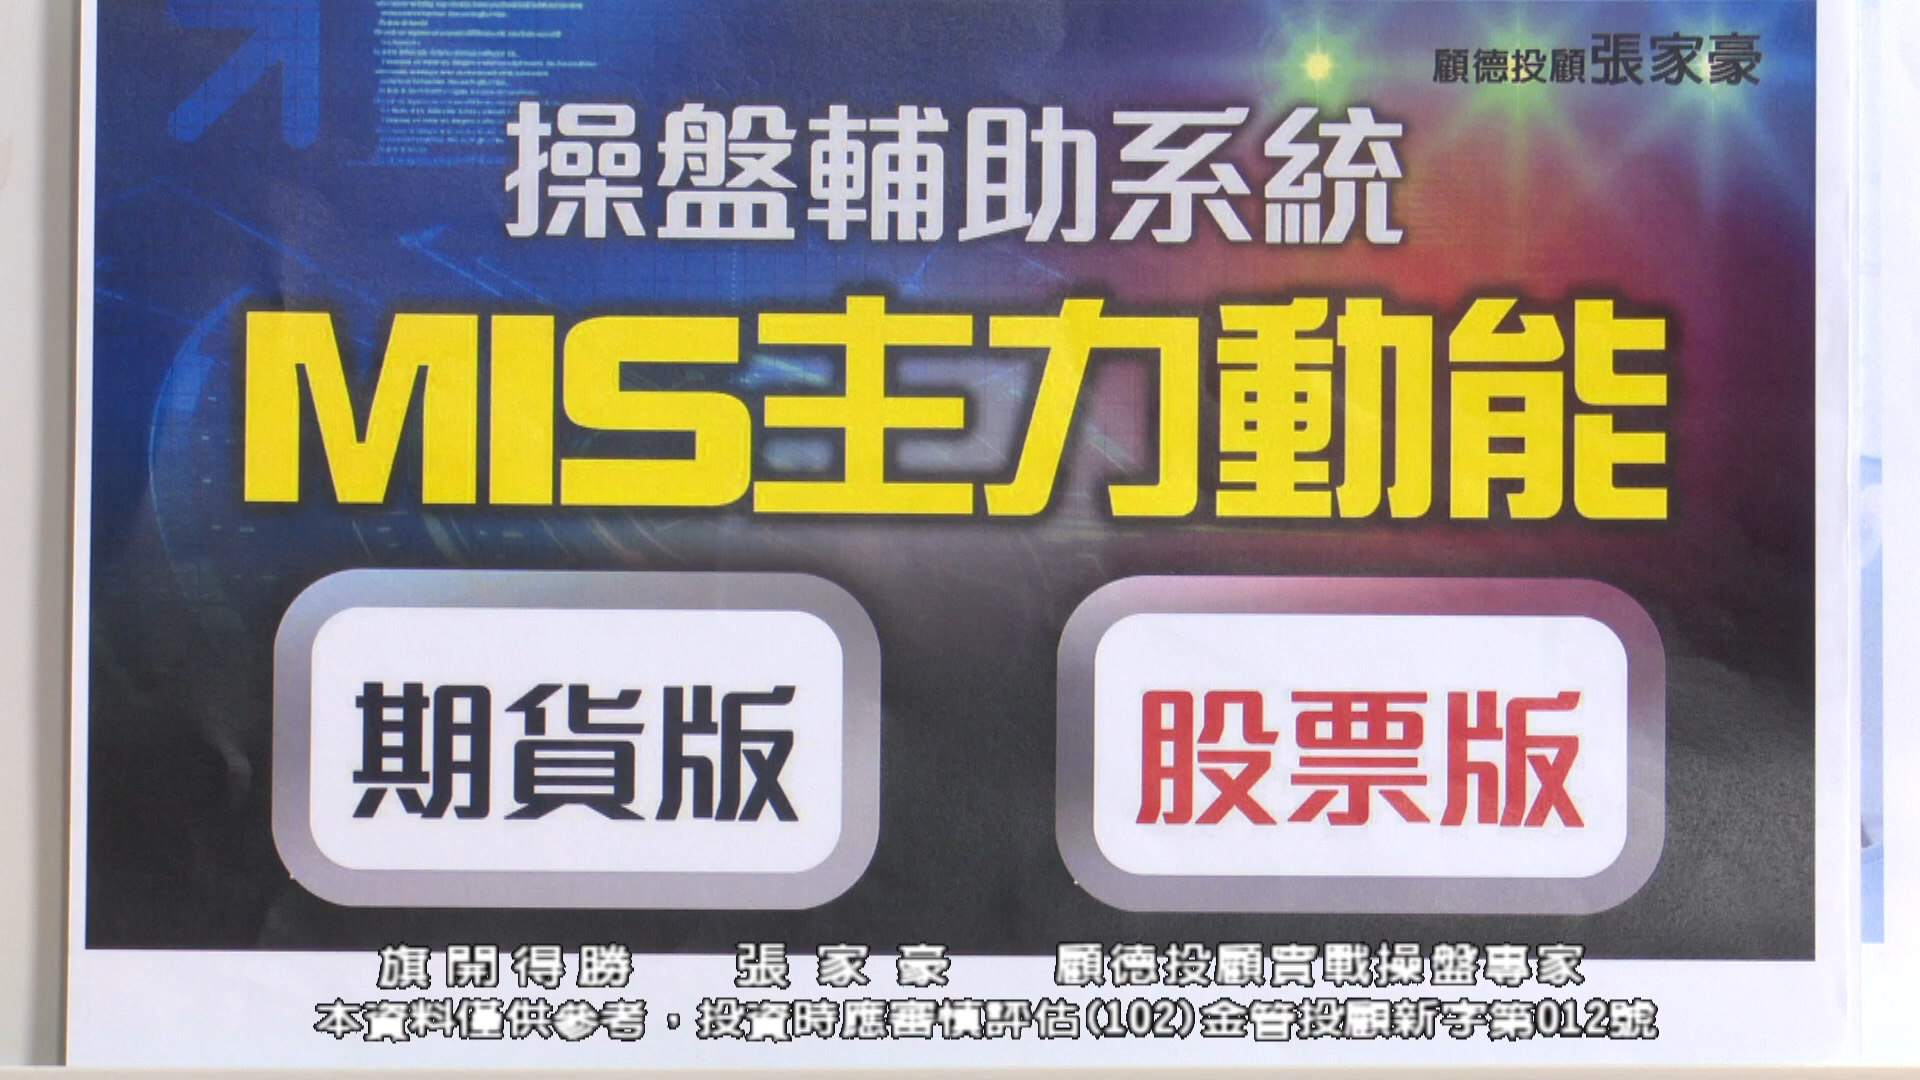 顧德投顧張家豪
操盤輔助系統
MIS主力動能
期貨版
股票版
旗開得勝 張家豪 顧德投顧實戰操盤專家
本資料僅供參考，投資時應審慎評估(102)金管投顧新字第012號